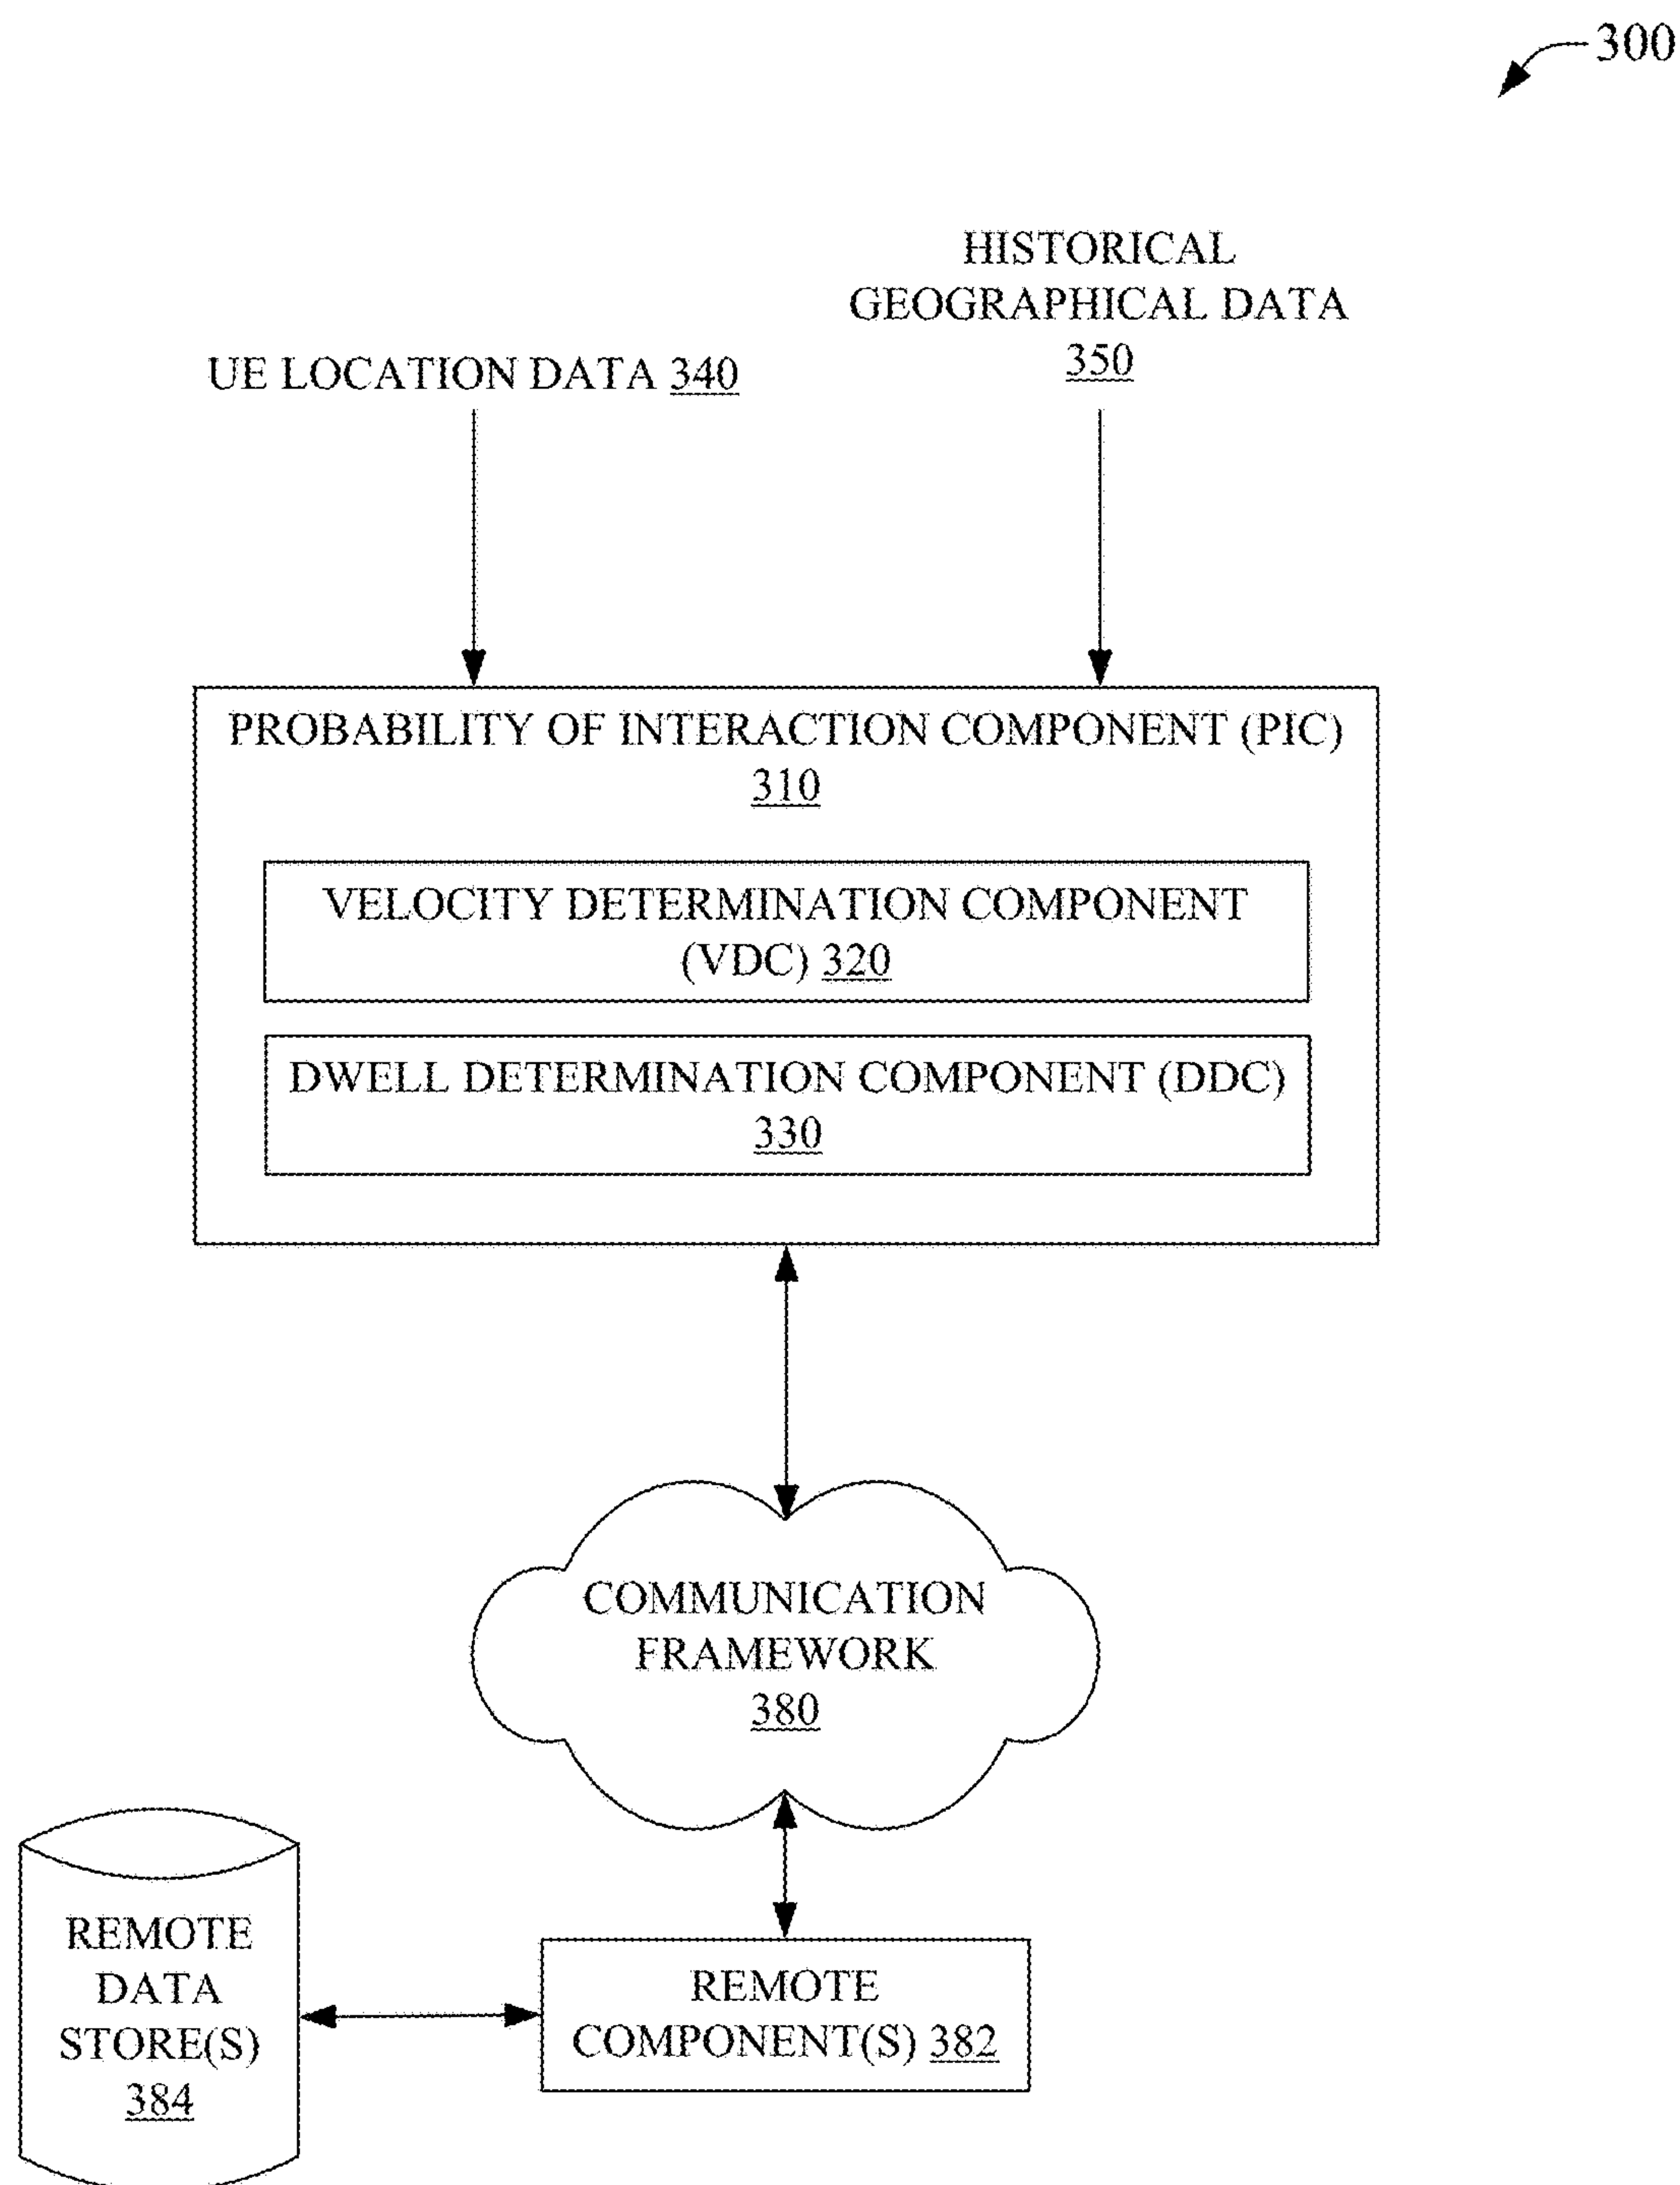 300
HISTORICAL
GEOGRAPHICAL DATA
350
UE LOCATION DATA 340
PROBABILITY OF INTERACTION COMPONENT (PIC)
310
VELOCITY DETERMINATION COMPONENT
(VDC) 320
DWELL DETERMINATION COMPONENT (DDC)
330
COMMUNICATION
FRAMEWORK
380
REMOTE
DATA
STORE(S)
384
REMOTE
COMPONENT(S) 382